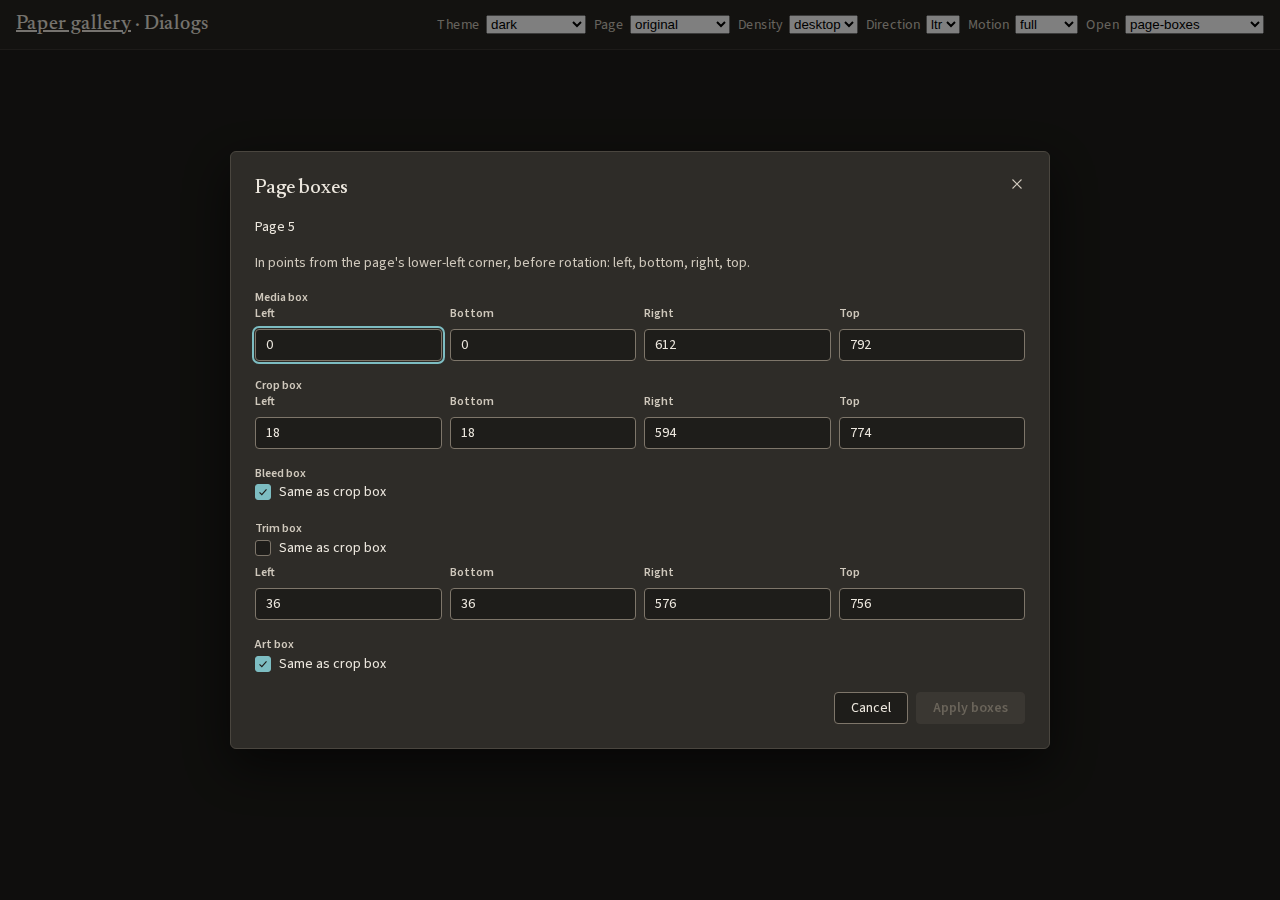 Paper gallery · Dialogs Theme dark Page original Density desktop Direction ltr Motion full Open page-boxes
Page boxes
Page 5
In points from the page's lower-left corner, before rotation: left, bottom, right, top.
Media box
Left Bottom Right Top
0 0 612 792
Crop box
Left Bottom Right Top
18 18 594 774
Bleed box
Same as crop box
Trim box
Same as crop box
Left Bottom Right Top
36 36 576 756
Art box
Same as crop box
Cancel Apply boxes